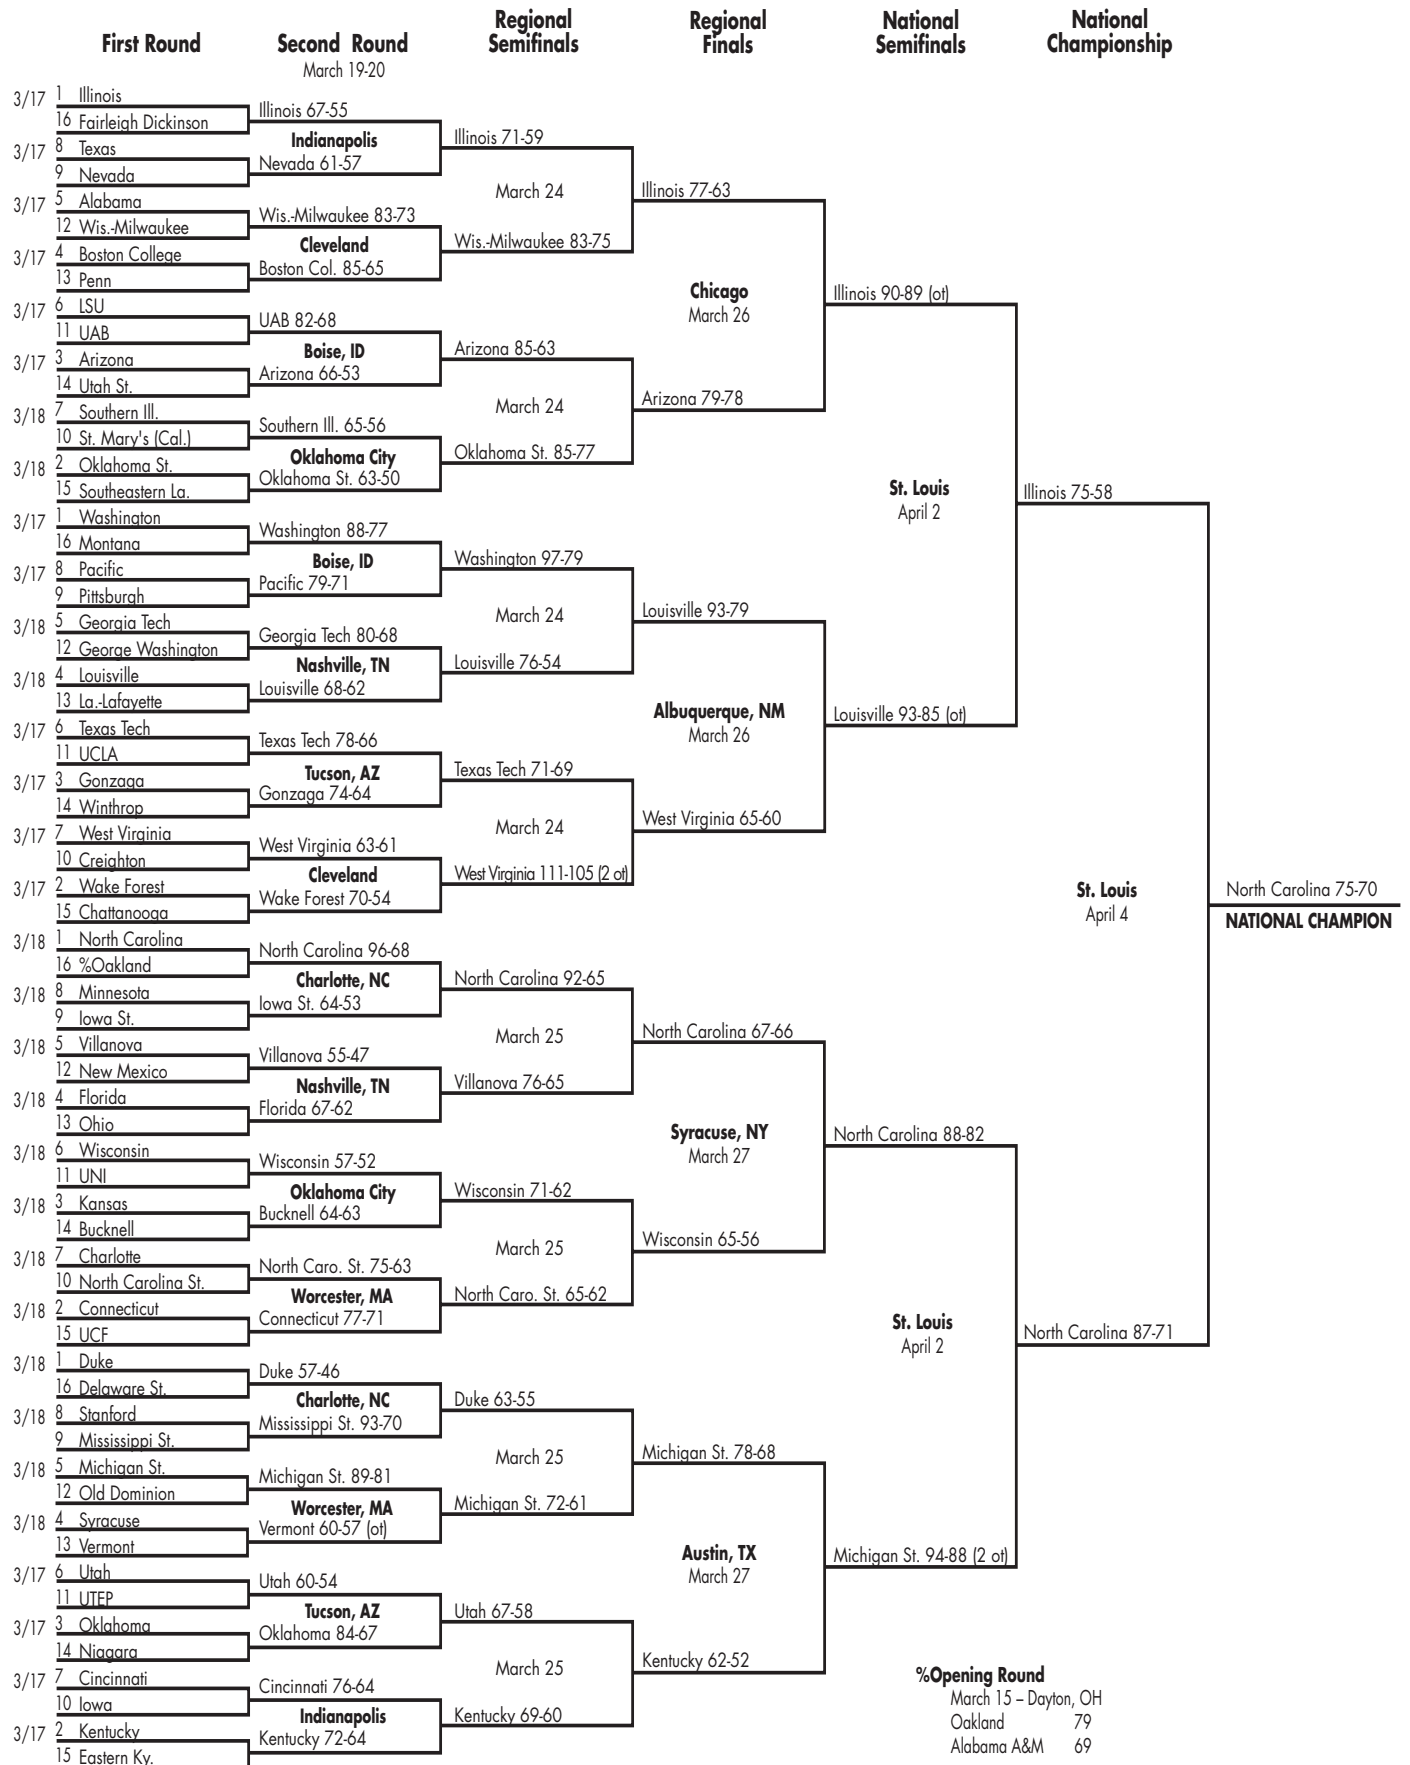 First Round
Second Round
March 19-20
Regional
Semifinals
Regional
Finals
National
Semifinals
National
Championship
3/17 1 Illinois
16 Fairleigh Dickinson
3/17 8 Texas
9 Nevada
3/17 5 Alabama
12 Wis.-Milwaukee
3/17 4 Boston College
13 Penn
3/17 6 LSU
11 UAB
3/17 3 Arizona
14 Utah St.
3/18 7 Southern Ill.
10 St. Mary's (Cal.)
3/18 2 Oklahoma St.
15 Southeastern La.
3/17 1 Washington
16 Montana
3/17 8 Pacific
9 Pittsburgh
3/18 5 Georgia Tech
12 George Washington
3/18 4 Louisville
13 La.-Lafayette
3/17 6 Texas Tech
11 UCLA
3/17 3 Gonzaga
14 Winthrop
3/17 7 West Virginia
10 Creighton
3/17 2 Wake Forest
15 Chattanooga
3/18 1 North Carolina
16 %Oakland
3/18 8 Minnesota
9 Iowa St.
3/18 5 Villanova
12 New Mexico
3/18 4 Florida
13 Ohio
3/18 6 Wisconsin
11 UNI
3/18 3 Kansas
14 Bucknell
3/18 7 Charlotte
10 North Carolina St.
3/18 2 Connecticut
15 UCF
3/18 1 Duke
16 Delaware St.
3/18 8 Stanford
9 Mississippi St.
3/18 5 Michigan St.
12 Old Dominion
3/18 4 Syracuse
13 Vermont
3/17 6 Utah
11 UTEP
3/17 3 Oklahoma
14 Niagara
3/17 7 Cincinnati
10 Iowa
3/17 2 Kentucky
15 Eastern Ky.
Illinois 67-55
Indianapolis
Nevada 61-57
Wis.-Milwaukee 83-73
Cleveland
Boston Col. 85-65
UAB 82-68
Boise, ID
Arizona 66-53
Southern Ill. 65-56
Oklahoma City
Oklahoma St. 63-50
Washington 88-77
Boise, ID
Pacific 79-71
Georgia Tech 80-68
Nashville, TN
Louisville 68-62
Texas Tech 78-66
Tucson, AZ
Gonzaga 74-64
West Virginia 63-61
Cleveland
Wake Forest 70-54
North Carolina 96-68
Charlotte, NC
Iowa St. 64-53
Villanova 55-47
Nashville, TN
Florida 67-62
Wisconsin 57-52
Oklahoma City
Bucknell 64-63
North Caro. St. 75-63
Worcester, MA
Connecticut 77-71
Duke 57-46
Charlotte, NC
Mississippi St. 93-70
Michigan St. 89-81
Worcester, MA
Vermont 60-57 (ot)
Utah 60-54
Tucson, AZ
Oklahoma 84-67
Cincinnati 76-64
Indianapolis
Kentucky 72-64
Illinois 71-59
March 24
Wis.-Milwaukee 83-75
Arizona 85-63
March 24
Oklahoma St. 85-77
Washington 97-79
March 24
Louisville 76-54
Texas Tech 71-69
March 24
West Virginia 111-105 (2 ot)
North Carolina 92-65
March 25
Villanova 76-65
Wisconsin 71-62
March 25
North Caro. St. 65-62
Duke 63-55
March 25
Michigan St. 72-61
Utah 67-58
March 25
Kentucky 69-60
Illinois 77-63
Chicago
March 26
Arizona 79-78
Louisville 93-79
Albuquerque, NM
March 26
West Virginia 65-60
North Carolina 67-66
Syracuse, NY
March 27
Wisconsin 65-56
Michigan St. 78-68
Austin, TX
March 27
Kentucky 62-52
Illinois 90-89 (ot)
St. Louis
April 2
Louisville 93-85 (ot)
North Carolina 88-82
St. Louis
April 2
Michigan St. 94-88 (2 ot)
Illinois 75-58
St. Louis
April 4
North Carolina 87-71
North Carolina 75-70
NATIONAL CHAMPION
%Opening Round
March 15 – Dayton, OH
Oakland 79
Alabama A&M 69